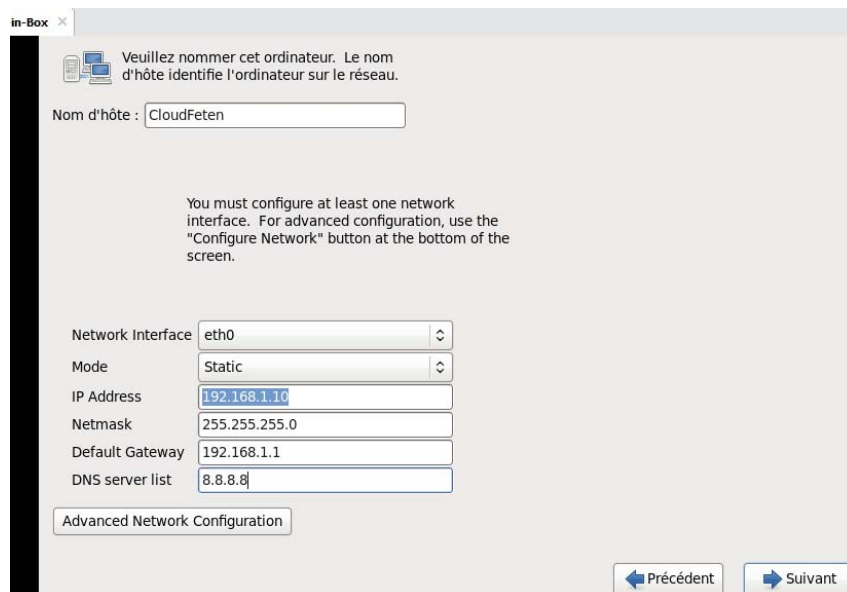 in-Box
Veuillez nommer cet ordinateur. Le nom
d'hôte identifie l'ordinateur sur le réseau.
Nom d'hôte : CloudFeten
You must configure at least one network
interface. For advanced configuration, use the
"Configure Network" button at the bottom of the
screen.
Network Interface eth0
Mode Static
IP Address 192.168.1.10
Netmask 255.255.255.0
Default Gateway 192.168.1.1
DNS server list 8.8.8.8
Advanced Network Configuration
Précédent Suivant